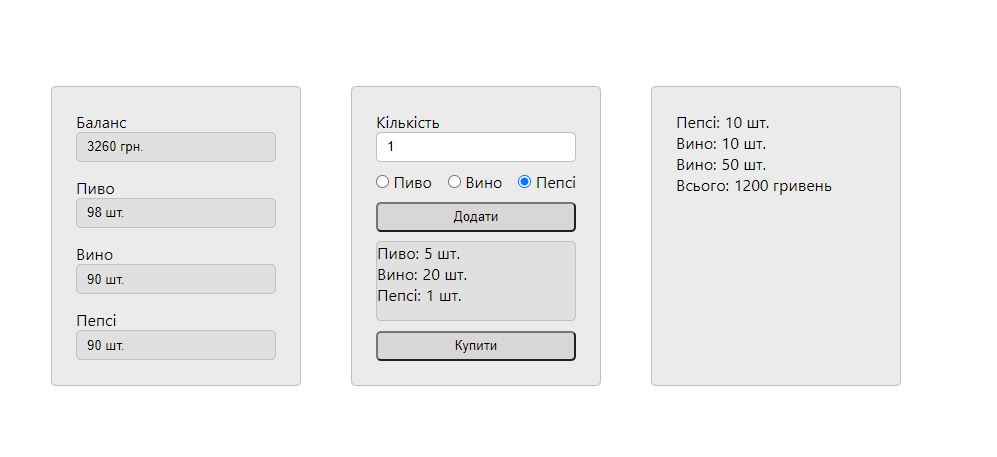 Баланс
3260 грн.
Пиво
98 шт.
Вино
90 шт.
Пепсі
90 шт.
Кількість
1
Пиво Вино Пепсі
Додати
Пиво: 5 шт.
Вино: 20 шт.
Пепсі: 1 шт.
Купити
Пепсі: 10 шт.
Вино: 10 шт.
Вино: 50 шт.
Всього: 1200 гривень